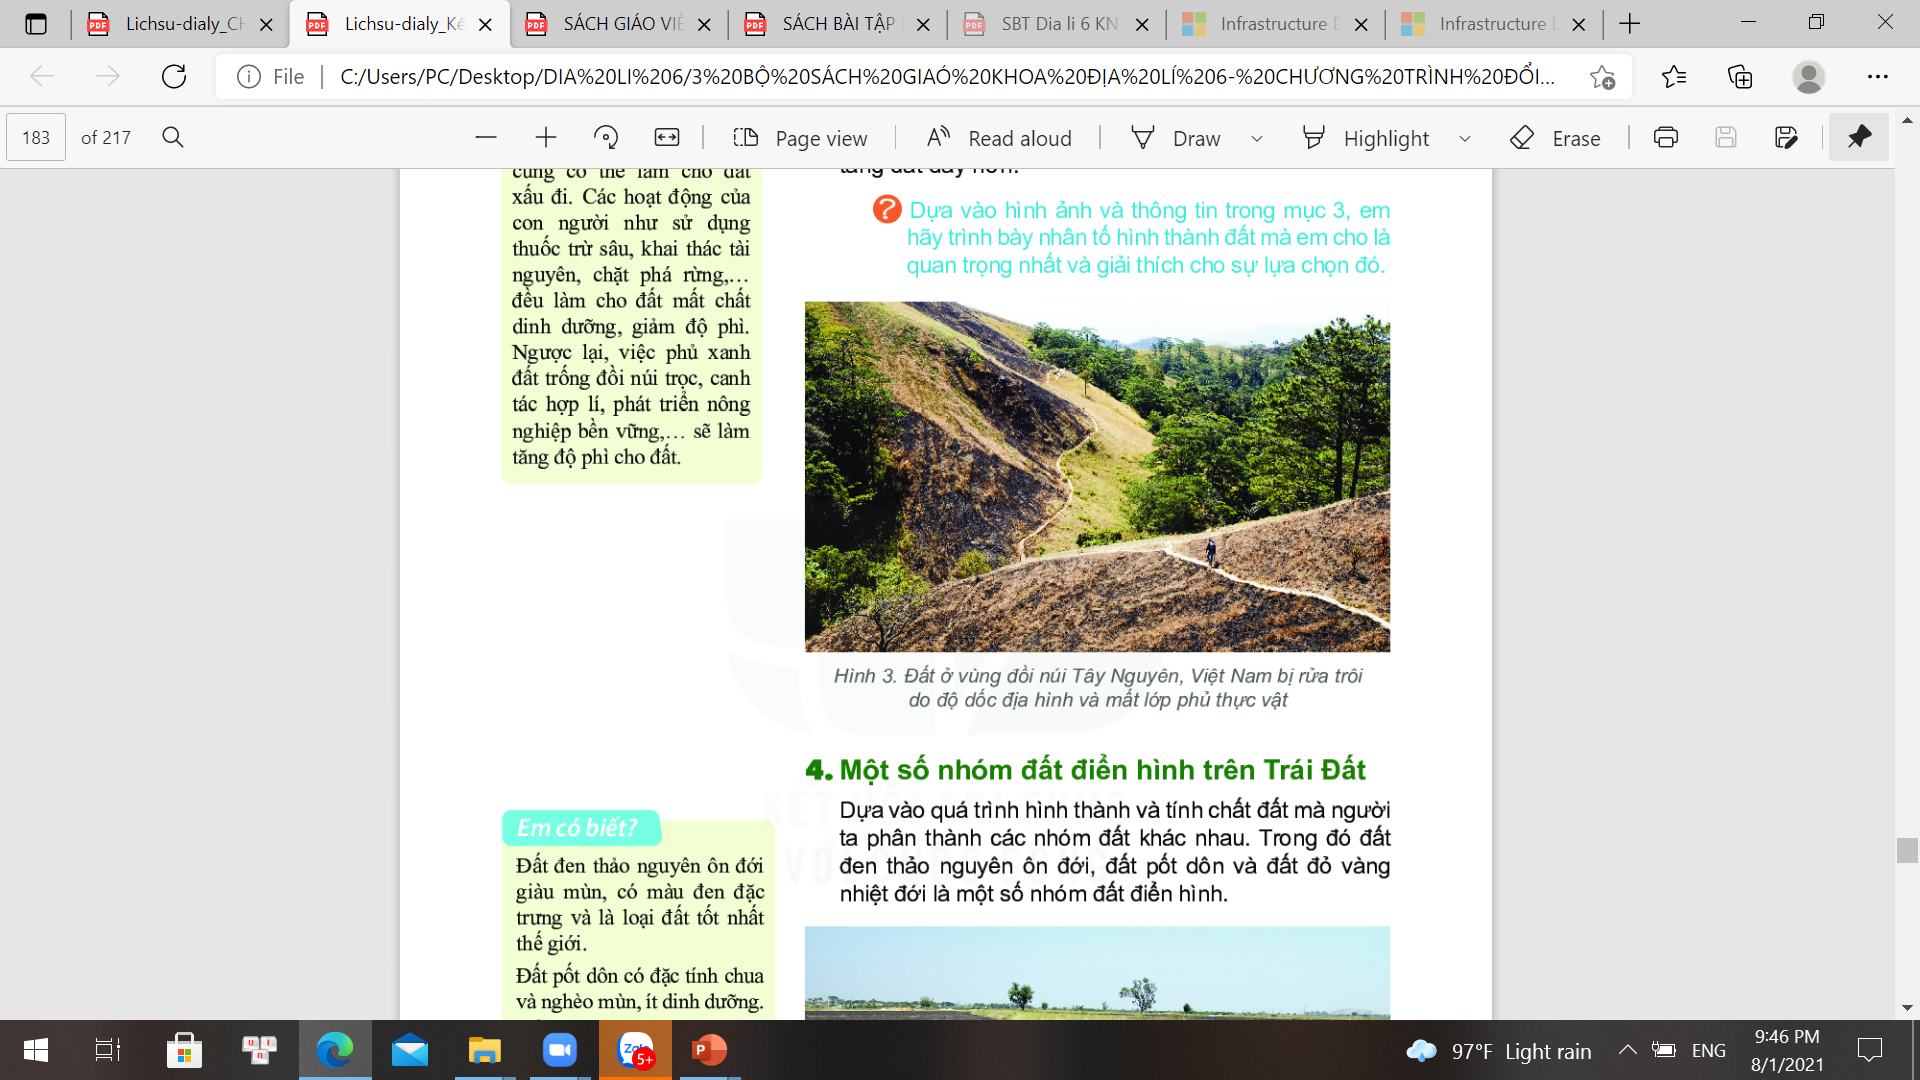 Lichsu-dialy_CH
Lichsu-dialy_Kế
SÁCH GIÁO VIÊ
SÁCH BÀI TẬP
SBT Dia li 6 KN
Infrastructure D
Infrastructure D
File
C:/Users/PC/Desktop/DIA%20LI%206/3%20BỘ%20SÁCH%20GIAÓ%20KHOA%20ĐỊA%20LÍ%206-%20CHƯƠNG%20TRÌNH%20ĐỔI...
183 of 217
Page view
Read aloud
Draw
Highlight
Erase
cũng có thể làm cho đất
xấu đi. Các hoạt động của
con người như sử dụng
thuốc trừ sâu, khai thác tài
nguyên, chặt phá rừng,...
đều làm cho đất mất chất
dinh dưỡng, giảm độ phì.
Ngược lại, việc phủ xanh
đất trống đồi núi trọc, canh
tác hợp lí, phát triển nông
nghiệp bền vững,... sẽ làm
tăng độ phì cho đất.
tầng đất dày hơn.
? Dựa vào hình ảnh và thông tin trong mục 3, em
hãy trình bày nhân tố hình thành đất mà em cho là
quan trọng nhất và giải thích cho sự lựa chọn đó.
Hình 3. Đất ở vùng đồi núi Tây Nguyên, Việt Nam bị rửa trôi
do độ dốc địa hình và mất lớp phủ thực vật
4. Một số nhóm đất điển hình trên Trái Đất
Dựa vào quá trình hình thành và tính chất đất mà người
ta phân thành các nhóm đất khác nhau. Trong đó đất
đen thảo nguyên ôn đới, đất pốt dôn và đất đỏ vàng
nhiệt đới là một số nhóm đất điển hình.
Em có biết?
Đất đen thảo nguyên ôn đới
giàu mùn, có màu đen đặc
trưng và là loại đất tốt nhất
thế giới.
Đất pốt dôn có đặc tính chua
và nghèo mùn, ít dinh dưỡng.
97°F Light rain
ENG
9:46 PM
8/1/2021
5+